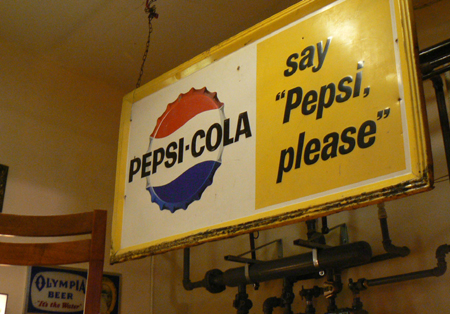 PEPSI-COLA
say
"Pepsi,
please"
OLYMPIA
BEER
"It's the Water"